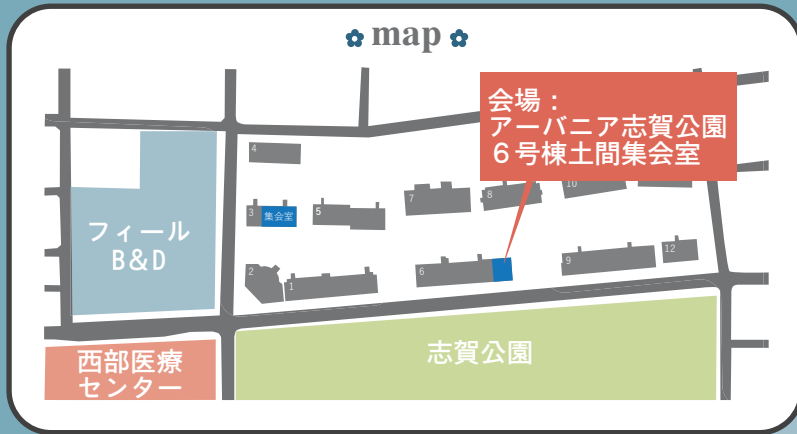 map
会場：
アーバニア志賀公園
６号棟土間集会室
4
3
集会室
5
7
8
10
フィール
B&D
2
1
6
9
12
西部医療
センター
志賀公園